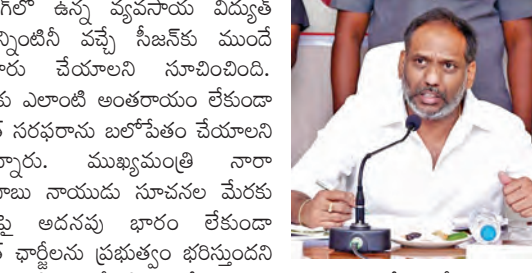 లో ఉన్న వ్యవసాయ విద్యుత్
న్నింటినీ వచ్చే సీజన్‌కు ముందే
రు చేయాలని సూచించింది.
కు ఎలాంటి అంతరాయం లేకుండా
సరఫరాను బలోపేతం చేయాలని
న్నారు. ముఖ్యమంత్రి నారా
బాబు నాయుడు సూచనల మేరకు
పై అదనపు భారం లేకుండా
ఛార్జీలను ప్రభుత్వం భరిస్తుందని